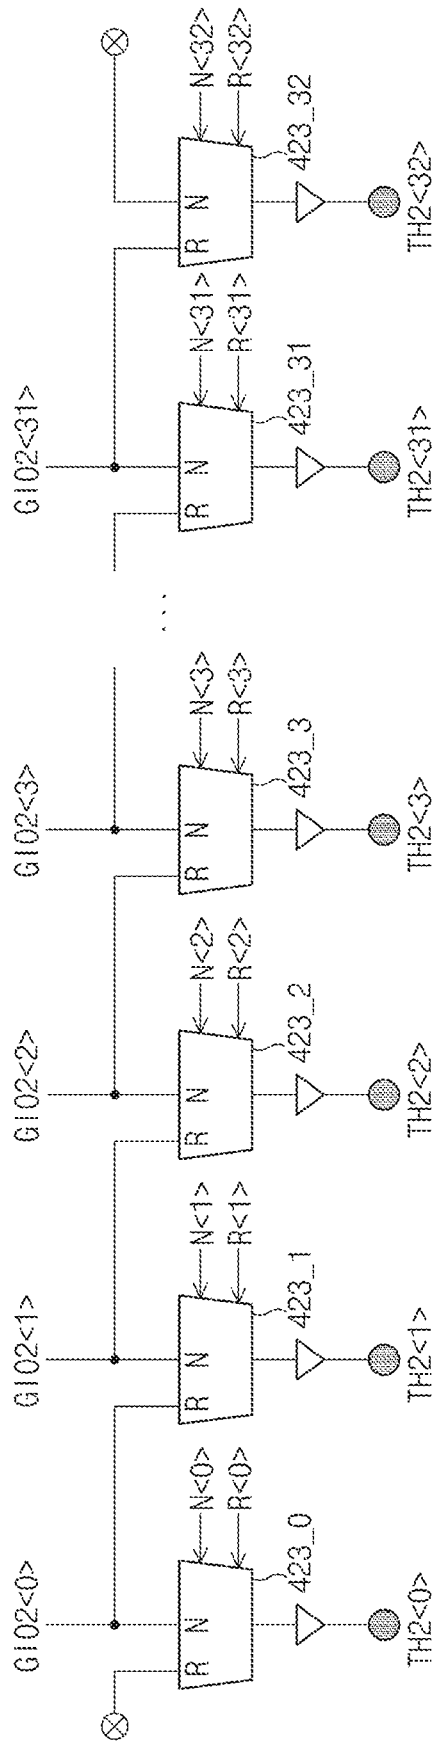 GIO2<0>
GIO2<1>
GIO2<2>
GIO2<3>
GIO2<31>
...
R N
N<0>
R<0>
423_0
R N
N<1>
R<1>
423_1
R N
N<2>
R<2>
423_2
R N
N<3>
R<3>
423_3
R N
N<31>
R<31>
423_31
R N
N<32>
R<32>
423_32
TH2<0>
TH2<1>
TH2<2>
TH2<3>
TH2<31>
TH2<32>